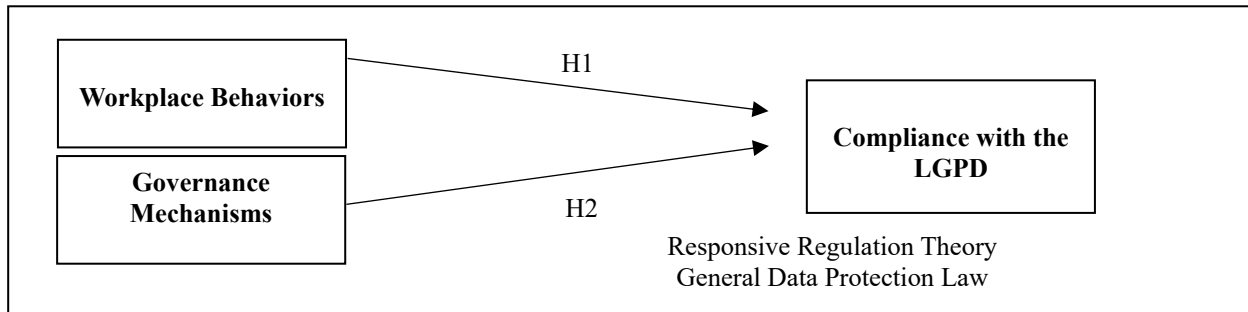 Workplace Behaviors
H1
Compliance with the
LGPD
Governance
Mechanisms
H2
Responsive Regulation Theory
General Data Protection Law